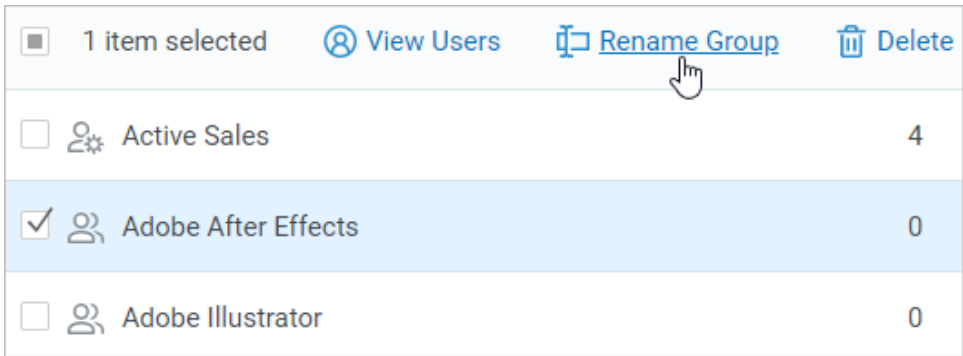 1 item selected View Users Rename Group Delete
Active Sales 4
Adobe After Effects 0
Adobe Illustrator 0